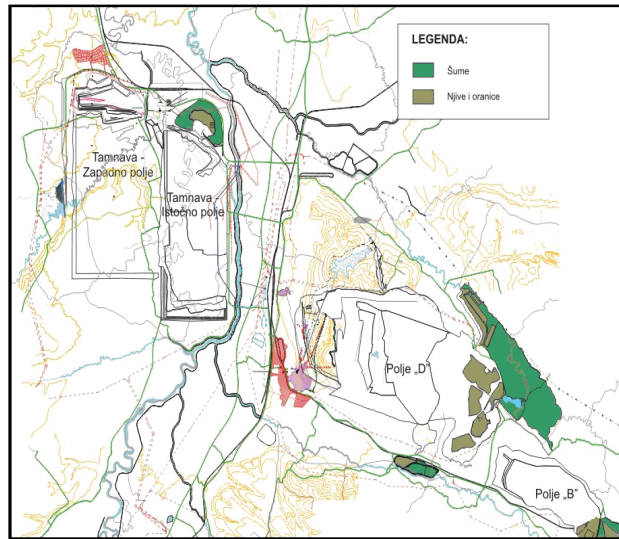 LEGENDA:
Šume
Njive i oranice
Tamnava -
Zapadno polje
Tamnava -
Istočno polje
Polje „D"
Polje „B"